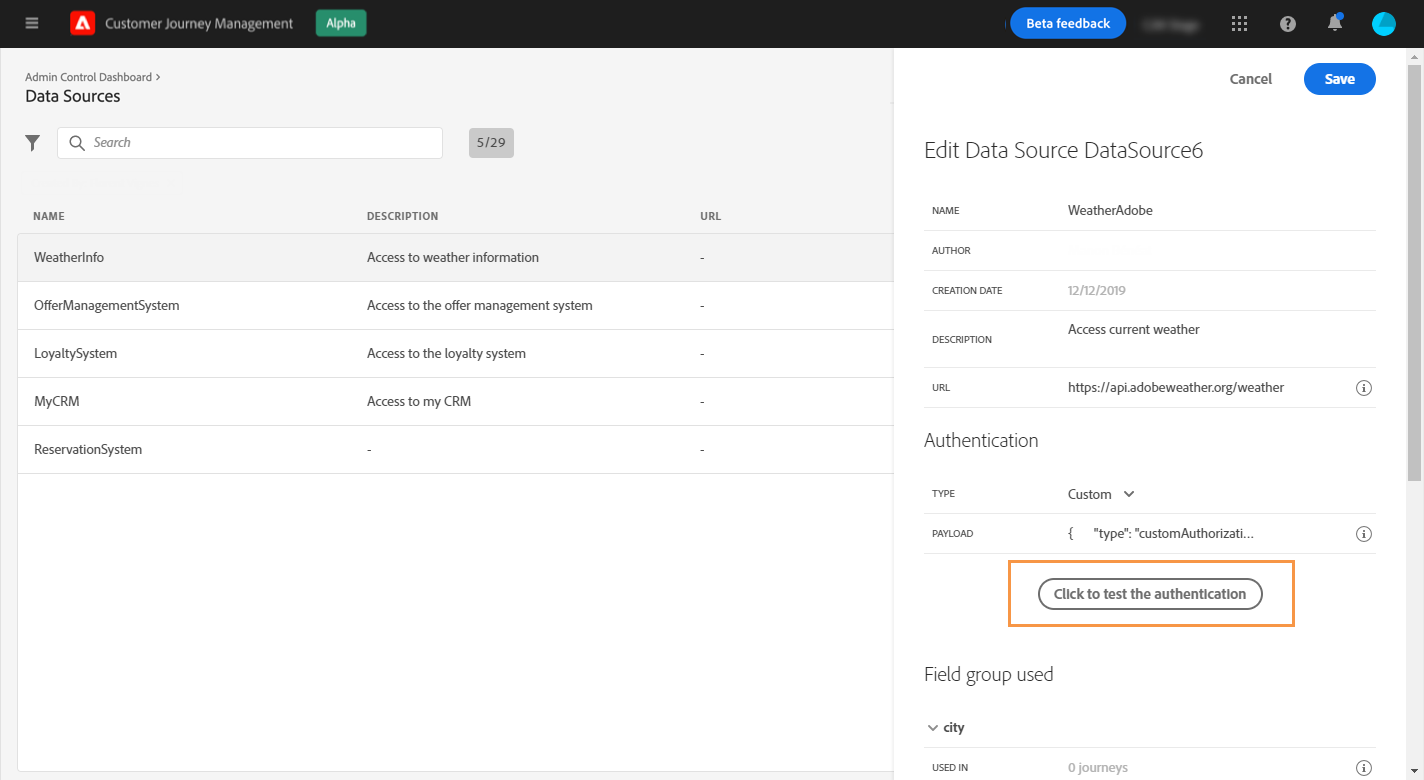 Customer Journey Management Alpha Beta feedback
Admin Control Dashboard >
Data Sources
Search 5/29
NAME DESCRIPTION URL
WeatherInfo Access to weather information -
OfferManagementSystem Access to the offer management system -
LoyaltySystem Access to the loyalty system -
MyCRM Access to my CRM -
ReservationSystem - -
Cancel Save
Edit Data Source DataSource6
NAME WeatherAdobe
AUTHOR
CREATION DATE 12/12/2019
DESCRIPTION Access current weather
URL https://api.adobeweather.org/weather
Authentication
TYPE Custom
PAYLOAD { "type": "customAuthorizati...
Click to test the authentication
Field group used
city
USED IN 0 journeys